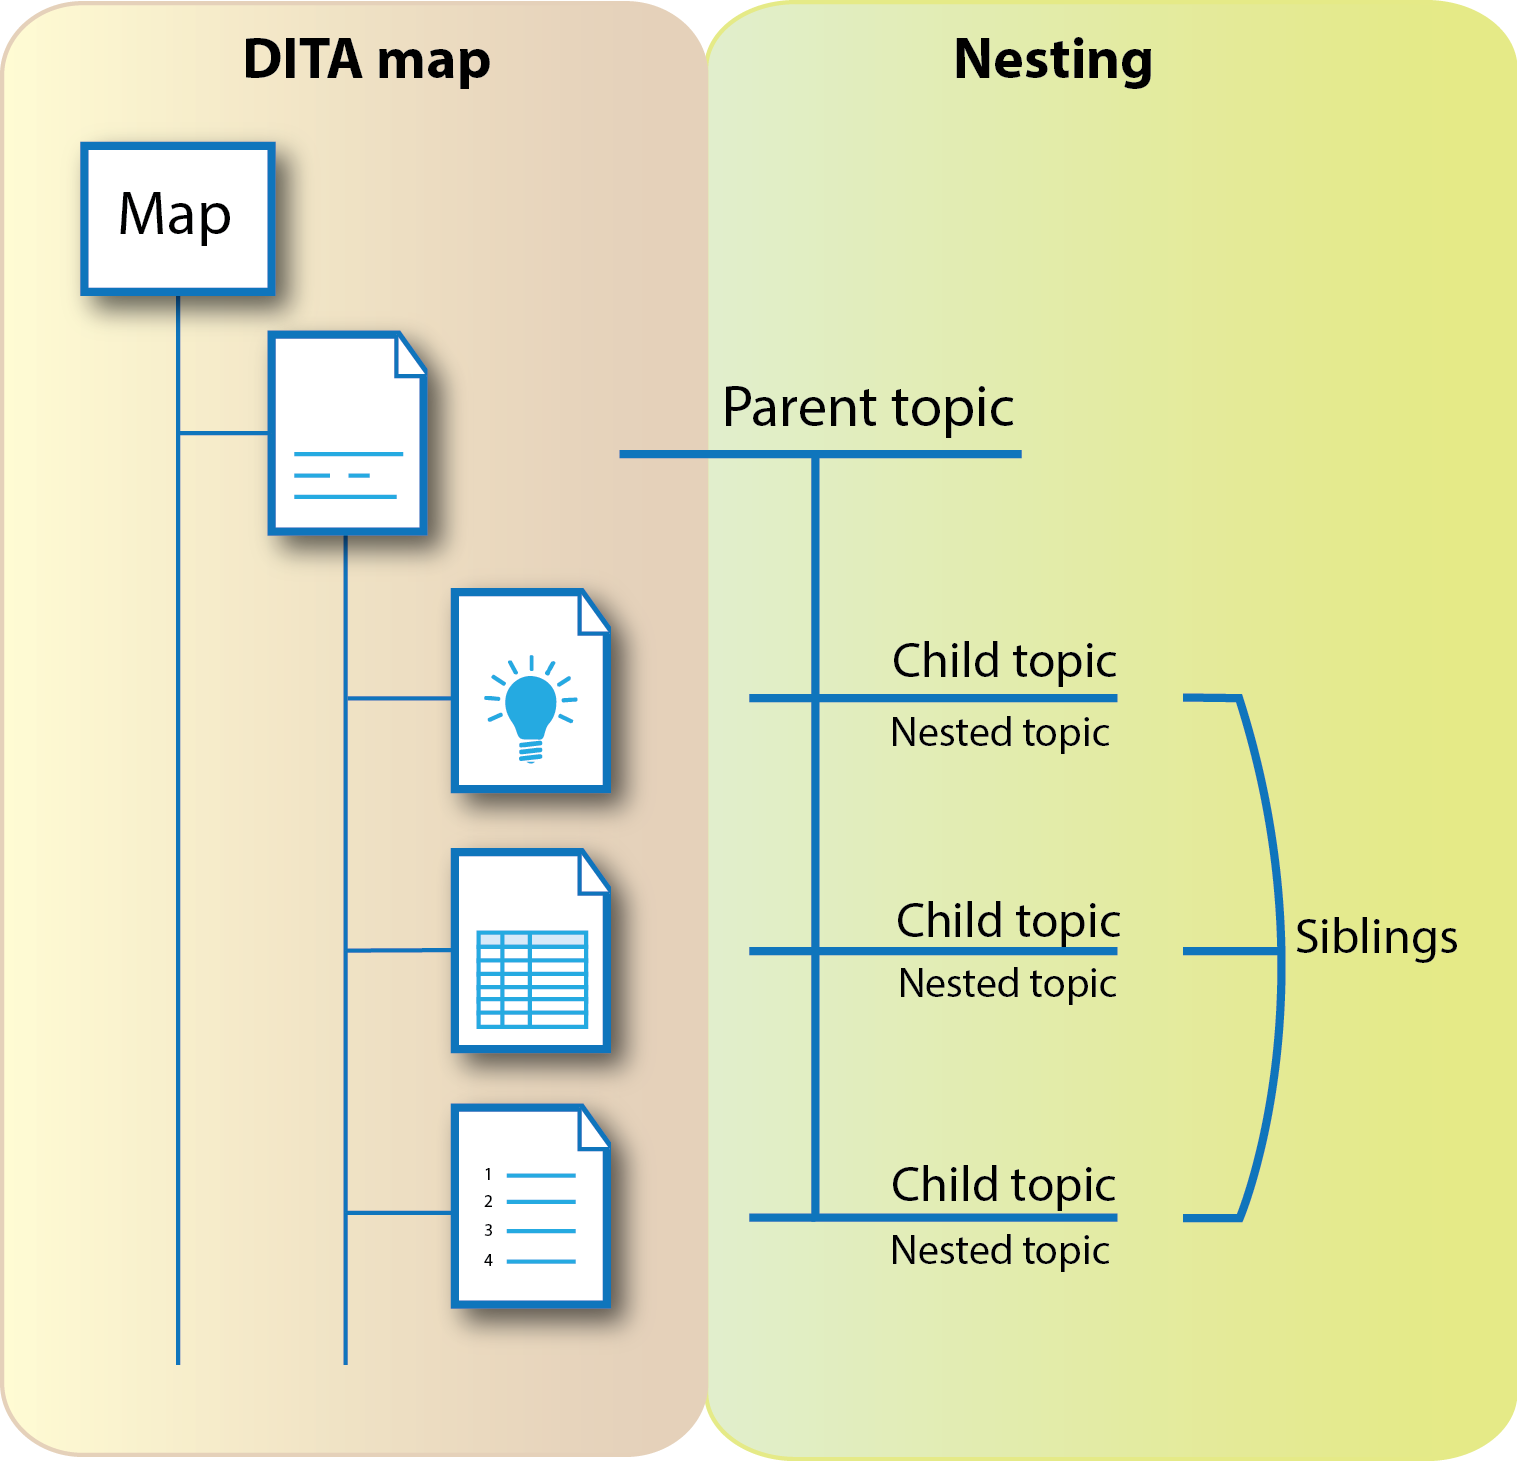 DITA map
Nesting
Map
Parent topic
Child topic
Nested topic
Child topic
Nested topic
Siblings
1
2
3
4
Child topic
Nested topic